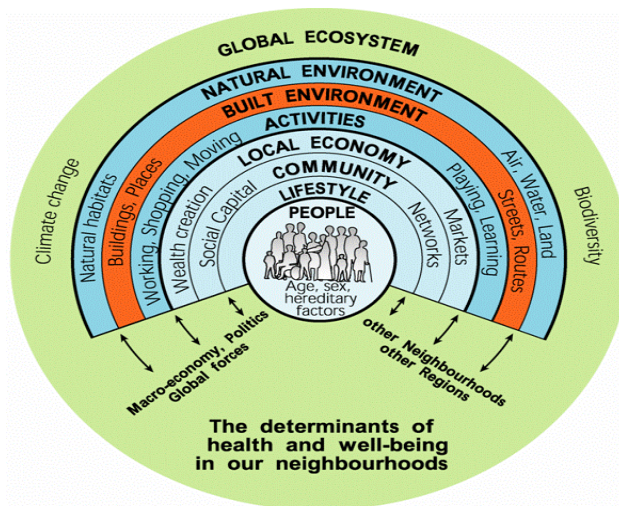 GLOBAL ECOSYSTEM
NATURAL ENVIRONMENT
BUILT ENVIRONMENT
ACTIVITIES
LOCAL ECONOMY
COMMUNITY
LIFESTYLE
PEOPLE
Age, sex,
hereditary
factors
Climate change
Natural habitats
Buildings, Places
Working, Shopping, Moving
Wealth creation
Social Capital
Networks
Markets
Playing, Learning
Streets, Routes
Air, Water, Land
Biodiversity
Macro-economy, Politics
Global forces
other Neighbourhoods
other Regions
The determinants of
health and well-being
in our neighbourhoods